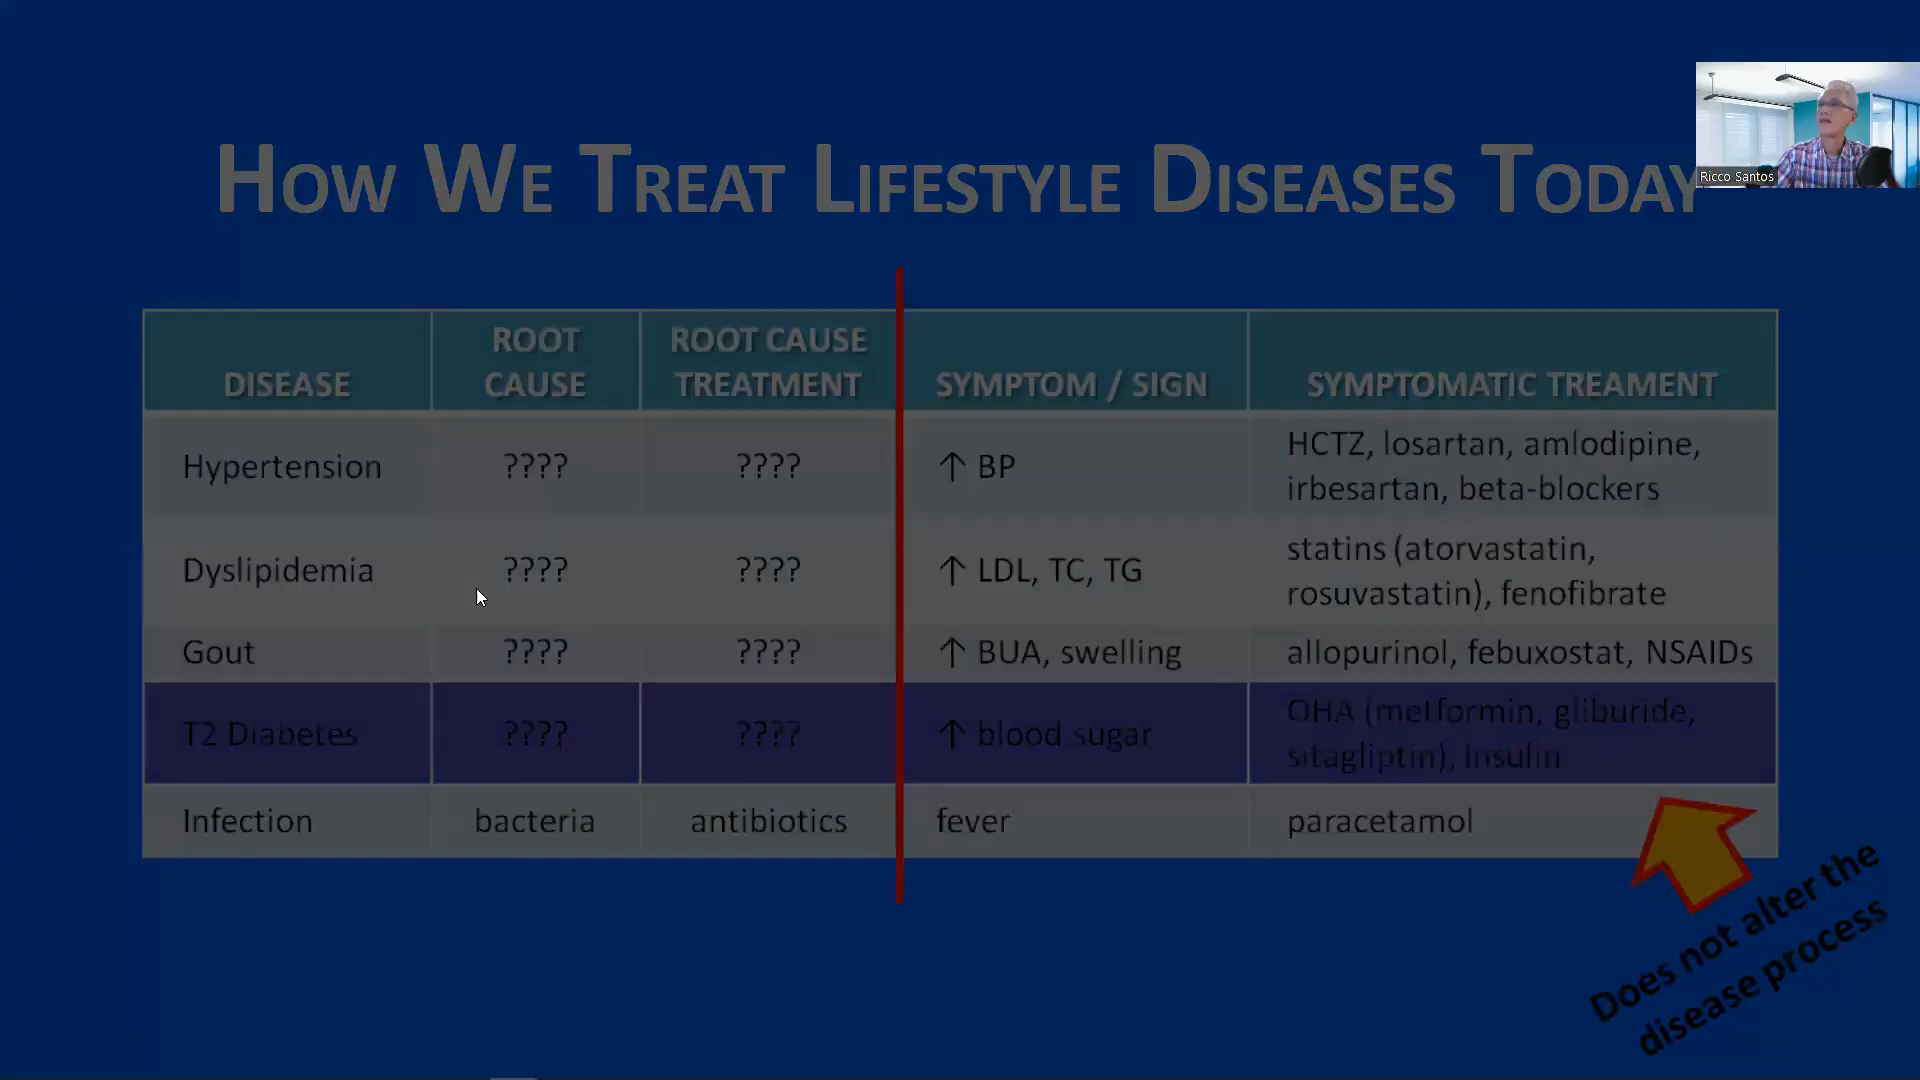 Ricco Santos
HOW WE TREAT LIFESTYLE DISEASES TODAY
DISEASE
ROOT
CAUSE
ROOT CAUSE
TREATMENT
SYMPTOM / SIGN
SYMPTOMATIC TREAMENT
Hypertension
????
????
↑ BP
HCTZ, losartan, amlodipine,
irbesartan, beta-blockers
Dyslipidemia
????
????
↑ LDL, TC, TG
statins (atorvastatin,
rosuvastatin), fenofibrate
Gout
????
????
↑ BUA, swelling
allopurinol, febuxostat, NSAIDs
T2 Diabetes
????
????
↑ blood sugar
OHA (metformin, gliburide,
sitagliptin), Insulin
Infection
bacteria
antibiotics
fever
paracetamol
Does not alter the
disease process